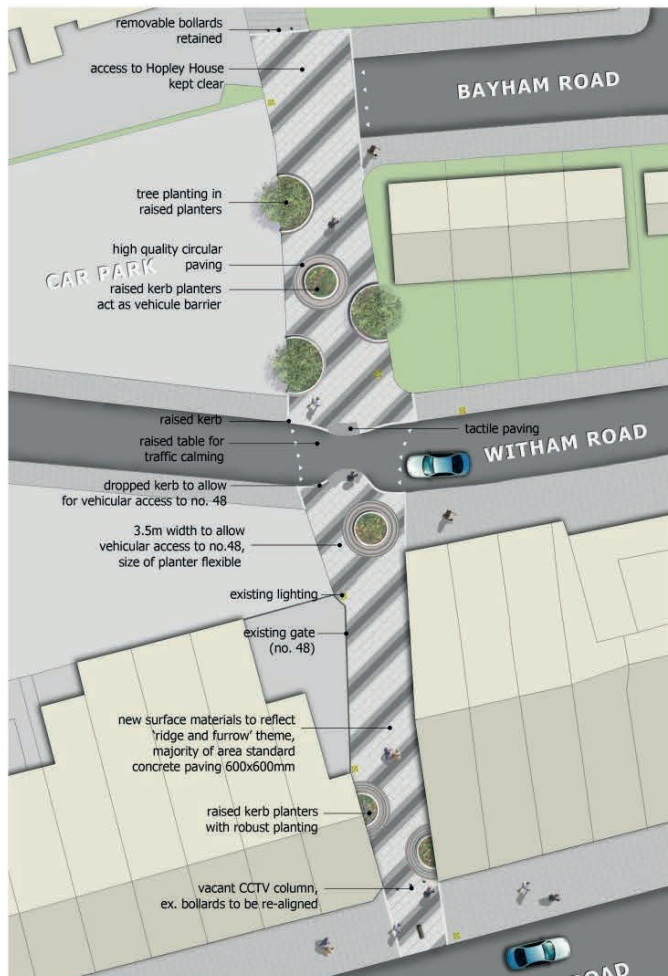 removable bollards
retained
access to Hopley House
kept clear
BAYHAM ROAD
tree planting in
raised planters
high quality circular
paving
CAR PARK
raised kerb planters
act as vehicule barrier
raised kerb
tactile paving
raised table for
traffic calming
WITHAM ROAD
dropped kerb to allow
for vehicular access to no. 48
3.5m width to allow
vehicular access to no.48,
size of planter flexible
existing lighting
existing gate
(no. 48)
new surface materials to reflect
'ridge and furrow' theme,
majority of area standard
concrete paving 600x600mm
raised kerb planters
with robust planting
vacant CCTV column,
ex. bollards to be re-aligned
ROAD